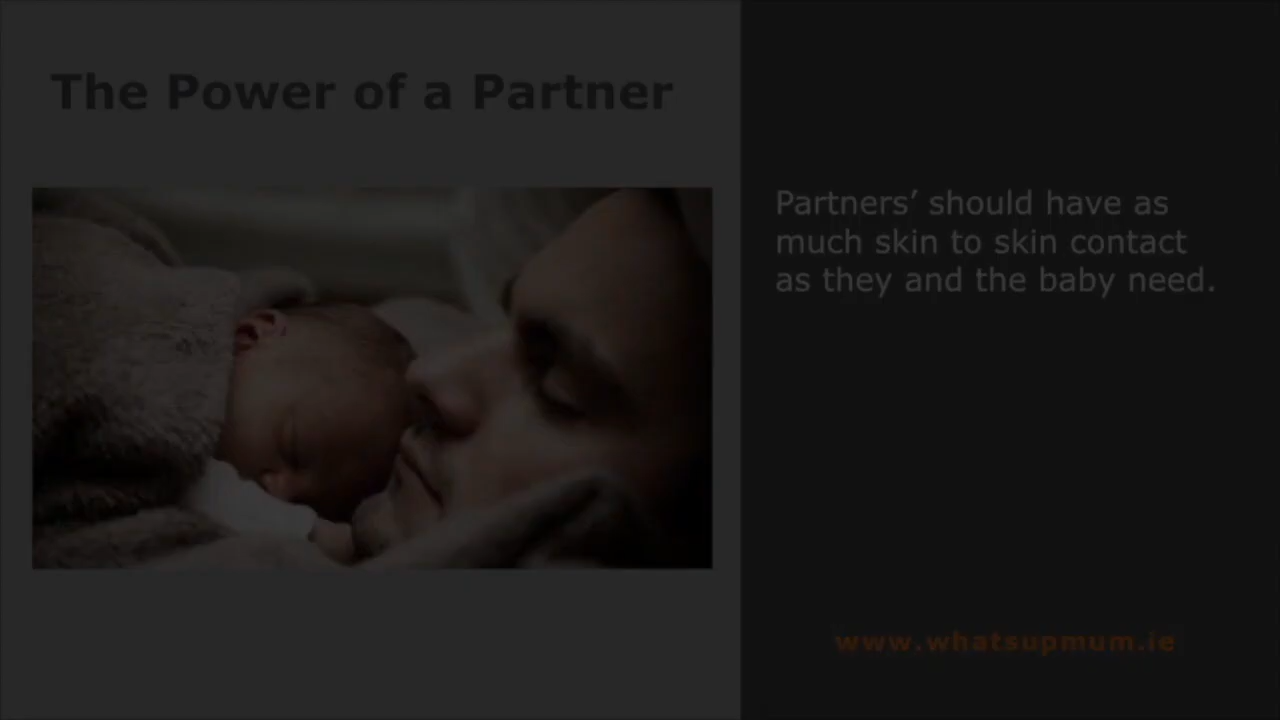 The Power of a Partner
Partners’ should have as
much skin to skin contact
as they and the baby need.
www.whatsupmum.ie